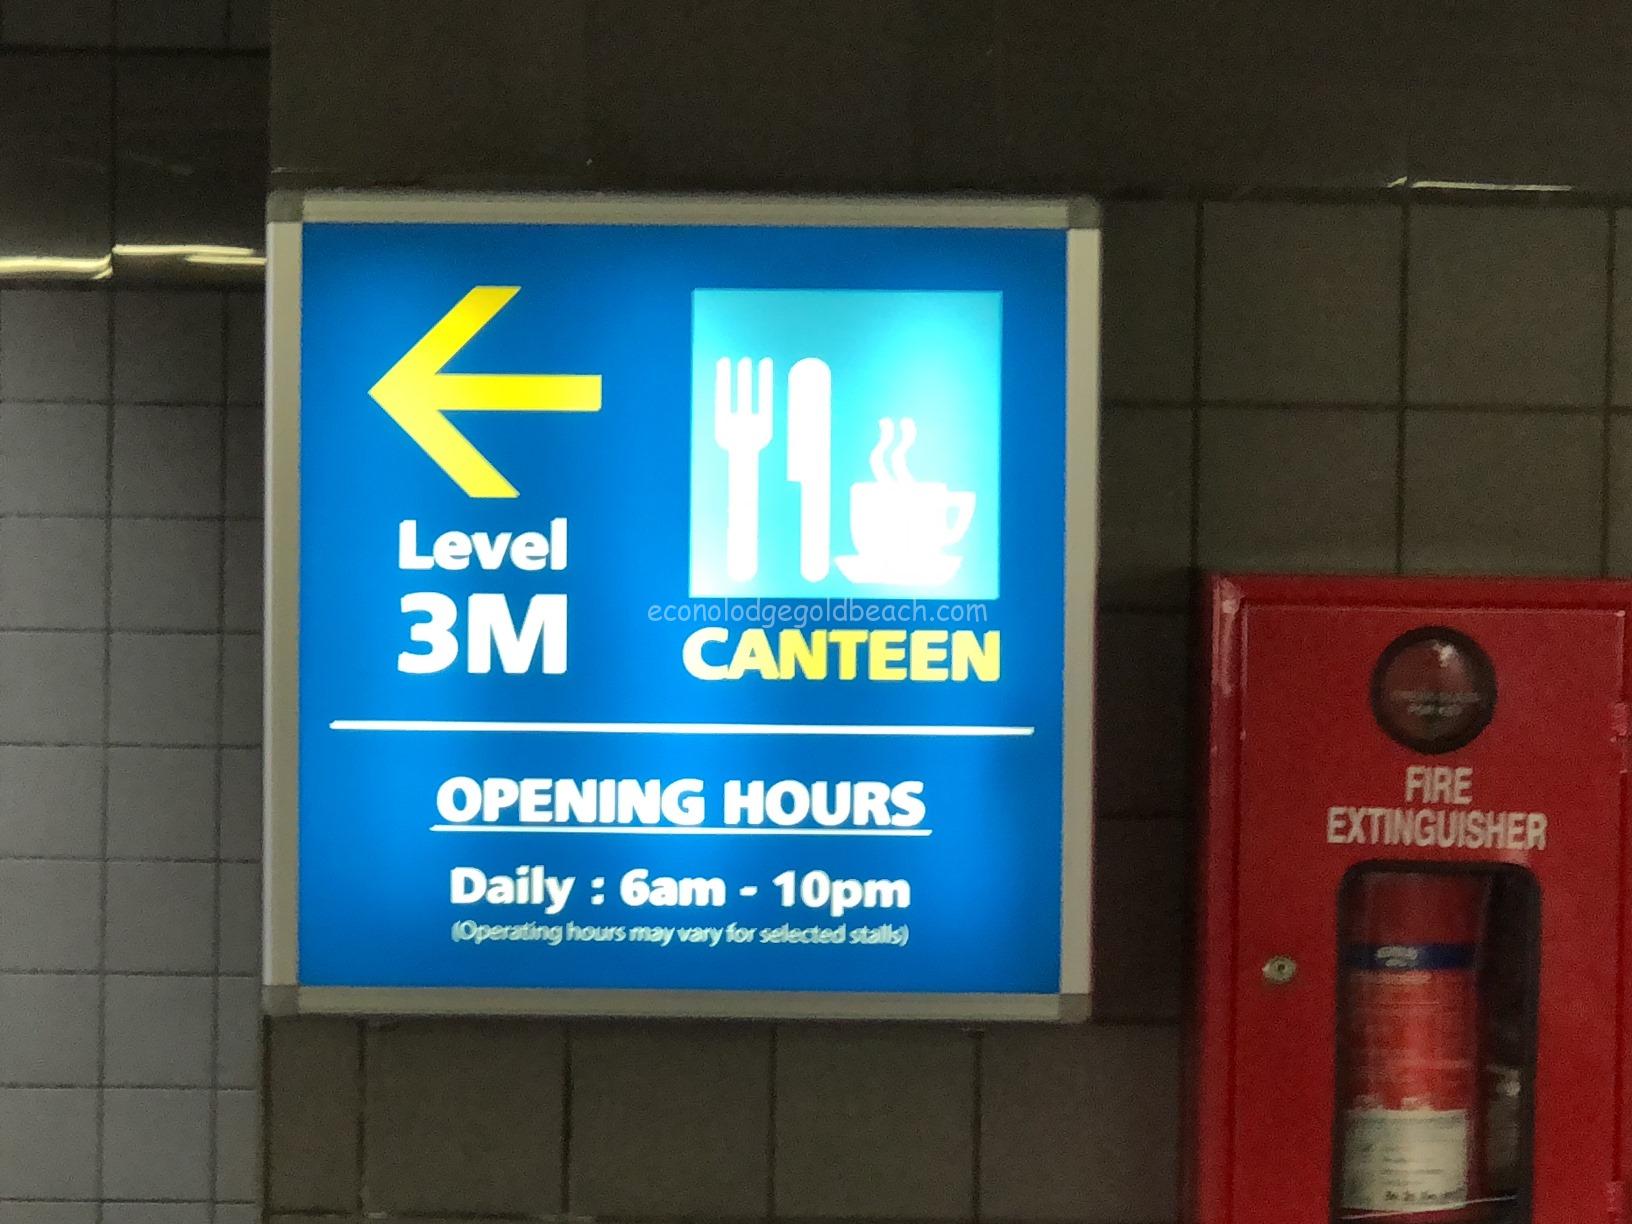 Level
3M
econolodgegoldbeach.com
CANTEEN
OPENING HOURS
Daily : 6am - 10pm
(Operating hours may vary for selected stalls)
FIRE
EXTINGUISHER